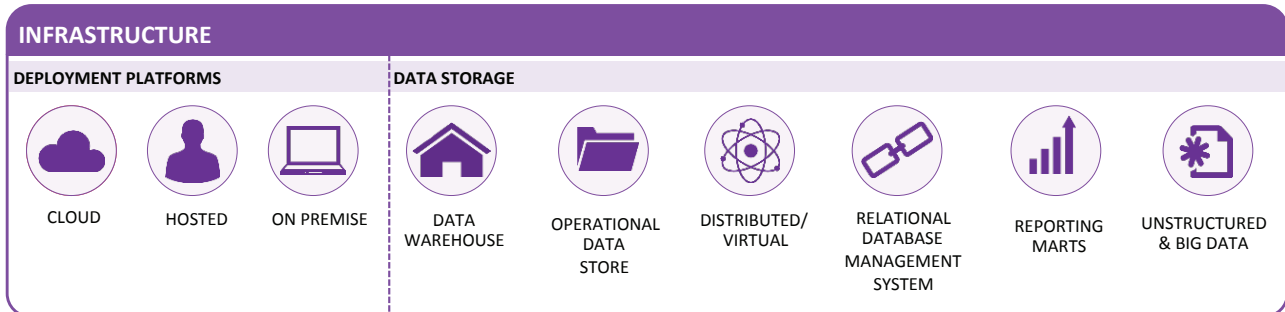 INFRASTRUCTURE
DEPLOYMENT PLATFORMS
DATA STORAGE
CLOUD
HOSTED
ON PREMISE
DATA
WAREHOUSE
OPERATIONAL
DATA
STORE
DISTRIBUTED/
VIRTUAL
RELATIONAL
DATABASE
MANAGEMENT
SYSTEM
REPORTING
MARTS
UNSTRUCTURED
& BIG DATA